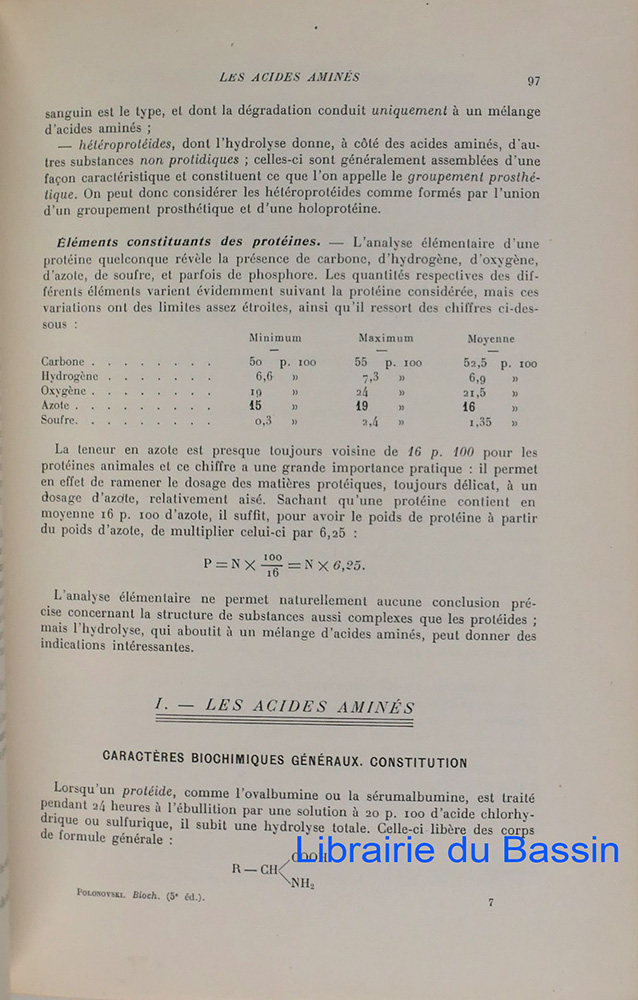 LES ACIDES AMINÉS 97
sanguin est le type, et dont la dégradation conduit uniquement à un mélange
d'acides aminés ;
— hétéroprotéides, dont l'hydrolyse donne, à côté des acides aminés, d'au-
tres substances non protidiques ; celles-ci sont généralement assemblées d'une
façon caractéristique et constituent ce que l'on appelle le groupement prosthé-
tique. On peut donc considérer les hétéroprotéides comme formés par l'union
d'un groupement prosthétique et d'une holoprotéine.
Éléments constituants des protéines. — L'analyse élémentaire d'une
protéine quelconque révèle la présence de carbone, d'hydrogène, d'oxygène,
d'azote, de soufre, et parfois de phosphore. Les quantités respectives des dif-
férents éléments varient évidemment suivant la protéine considérée, mais ces
variations ont des limites assez étroites, ainsi qu'il ressort des chiffres ci-des-
sous :
Minimum Maximum Moyenne
— — —
Carbone . . . . . . . . 50 p. 100 55 p. 100 52,5 p. 100
Hydrogène . . . . . . . 6,6 » 7,3 » 6,9 »
Oxygène . . . . . . . . 19 » 24 » 21,5 »
Azote . . . . . . . . . 15 » 19 » 16 »
Soufre. . . . . . . . . 0,3 » 2,4 » 1,35 »
La teneur en azote est presque toujours voisine de 16 p. 100 pour les
protéines animales et ce chiffre a une grande importance pratique : il permet
en effet de ramener le dosage des matières protéiques, toujours délicat, à un
dosage d'azote, relativement aisé. Sachant qu'une protéine contient en
moyenne 16 p. 100 d'azote, il suffit, pour avoir le poids de protéine à partir
du poids d'azote, de multiplier celui-ci par 6,25 :
P = N × 100/16 = N × 6,25.
L'analyse élémentaire ne permet naturellement aucune conclusion pré-
cise concernant la structure de substances aussi complexes que les protéides ;
mais l'hydrolyse, qui aboutit à un mélange d'acides aminés, peut donner des
indications intéressantes.
I. — LES ACIDES AMINÉS
CARACTÈRES BIOCHIMIQUES GÉNÉRAUX. CONSTITUTION
Lorsqu'un protéide, comme l'ovalbumine ou la sérumalbumine, est traité
pendant 24 heures à l'ébullition par une solution à 20 p. 100 d'acide chlorhy-
drique ou sulfurique, il subit une hydrolyse totale. Celle-ci libère des corps
de formule générale :
Librairie du Bassin
COOH
R — CH
NH₂
POLONOVSKI. Bioch. (5e éd.). 7